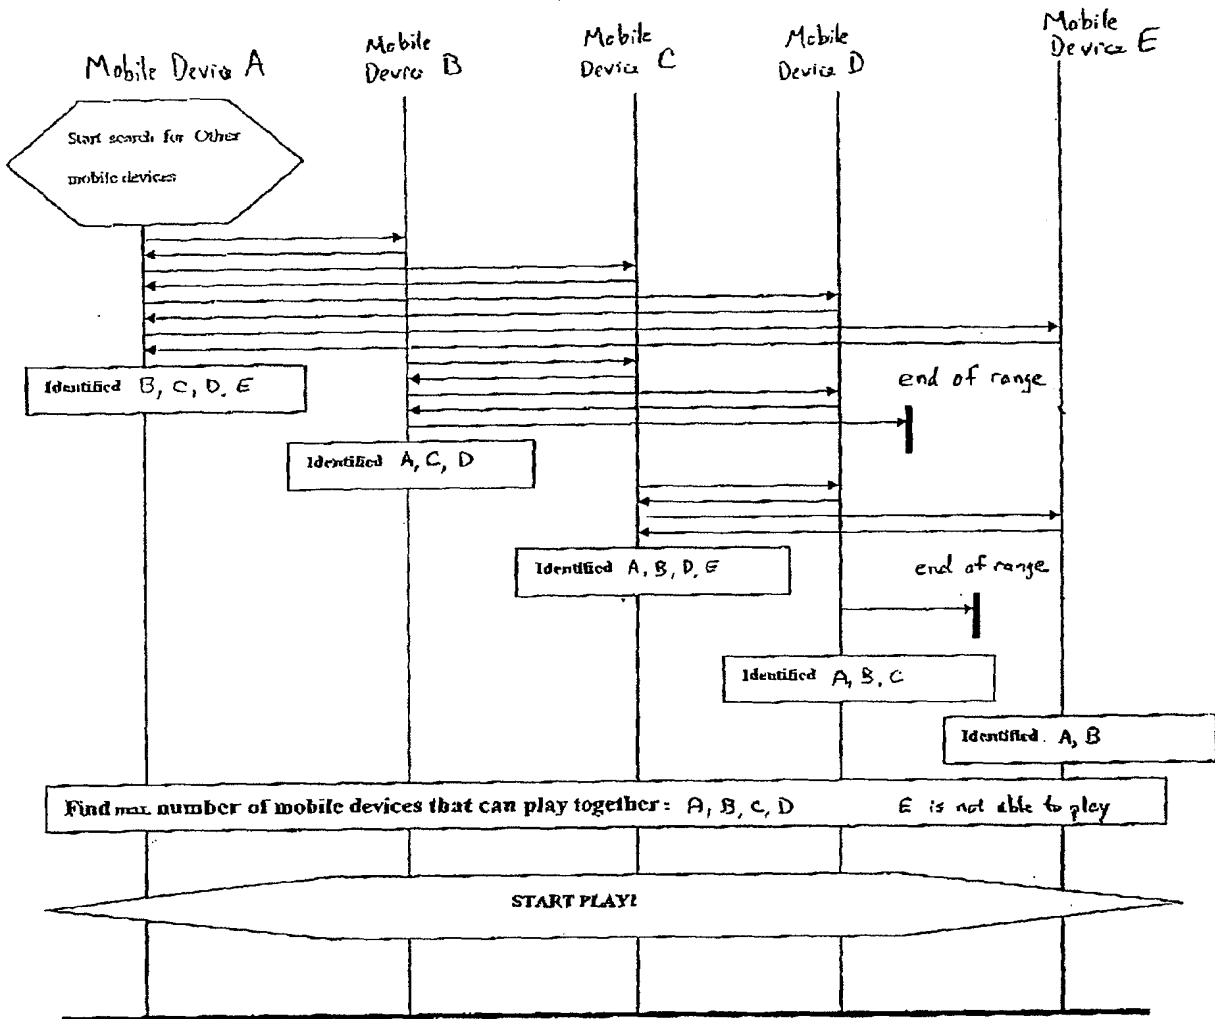 Mobile Device A
Mobile
Device B
Mobile
Device C
Mobile
Device D
Mobile
Device E
Start search for Other
mobile devices
Identified B, C, D, E
end of range
Identified A, C, D
Identified A, B, D, E
end of range
Identified A, B, C
Identified. A, B
Find max. number of mobile devices that can play together: A, B, C, D E is not able to play
START PLAY!